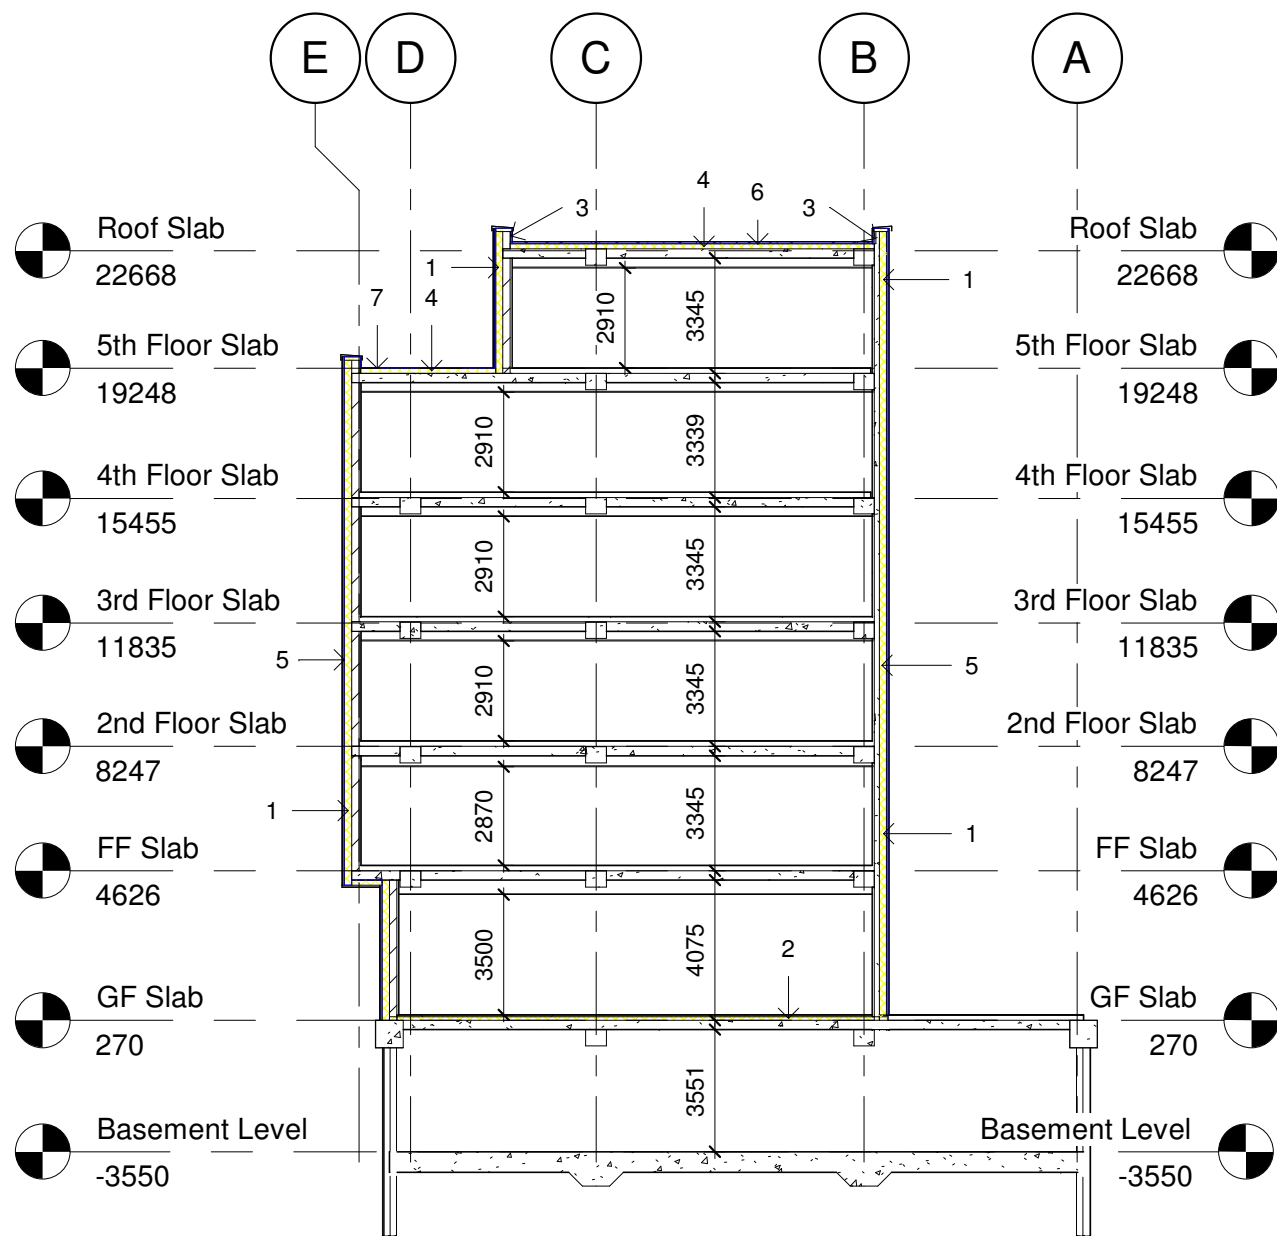 E D C B A
3 4 6 3
Roof Slab Roof Slab
22668 22668
1 1
7 4
2910 3345
5th Floor Slab 5th Floor Slab
19248 19248
2910 3339
4th Floor Slab 4th Floor Slab
15455 15455
2910 3345
3rd Floor Slab 3rd Floor Slab
11835 11835
5 5
2910 3345
2nd Floor Slab 2nd Floor Slab
8247 8247
1 2870 3345 1
FF Slab FF Slab
4626 4626
3500 4075 2
GF Slab GF Slab
270 270
3551
Basement Level Basement Level
-3550 -3550